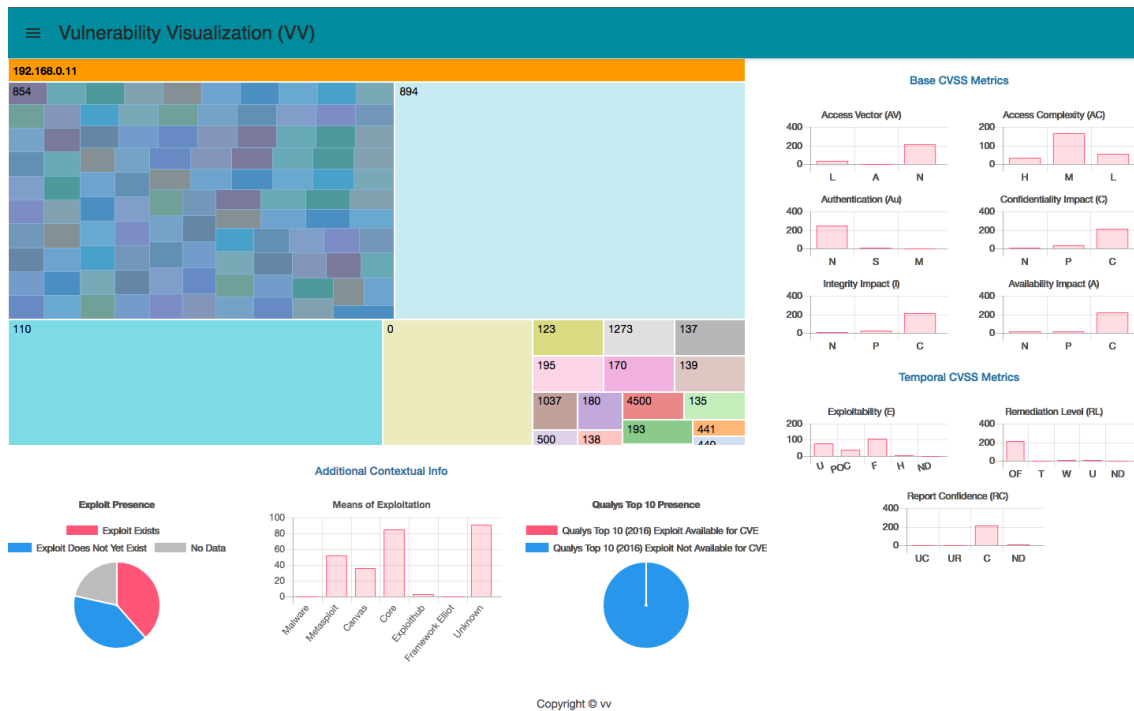 Vulnerability Visualization (VV)
192.168.0.11
854
894
110
0
123
1273
137
195
170
139
1037
180
4500
135
193
441
500
138
440
Base CVSS Metrics
Access Vector (AV)
400
200
0
L A N
Access Complexity (AC)
200
100
0
H M L
Authentication (Au)
400
200
0
N S M
Confidentiality Impact (C)
400
200
0
N P C
Integrity Impact (I)
400
200
0
N P C
Availability Impact (A)
400
200
0
N P C
Temporal CVSS Metrics
Exploitability (E)
200
100
0
U POC F H ND
Remediation Level (RL)
400
200
0
OF T W U ND
Report Confidence (RC)
400
200
0
UC UR C ND
Additional Contextual Info
Exploit Presence
Exploit Exists
Exploit Does Not Yet Exist No Data
Means of Exploitation
100
80
60
40
20
0
Malware
Metasploit
Canvas
Core
Exploithub
Framework Elliot
Unknown
Qualys Top 10 Presence
Qualys Top 10 (2016) Exploit Available for CVE
Qualys Top 10 (2016) Exploit Not Available for CVE
Copyright © vv